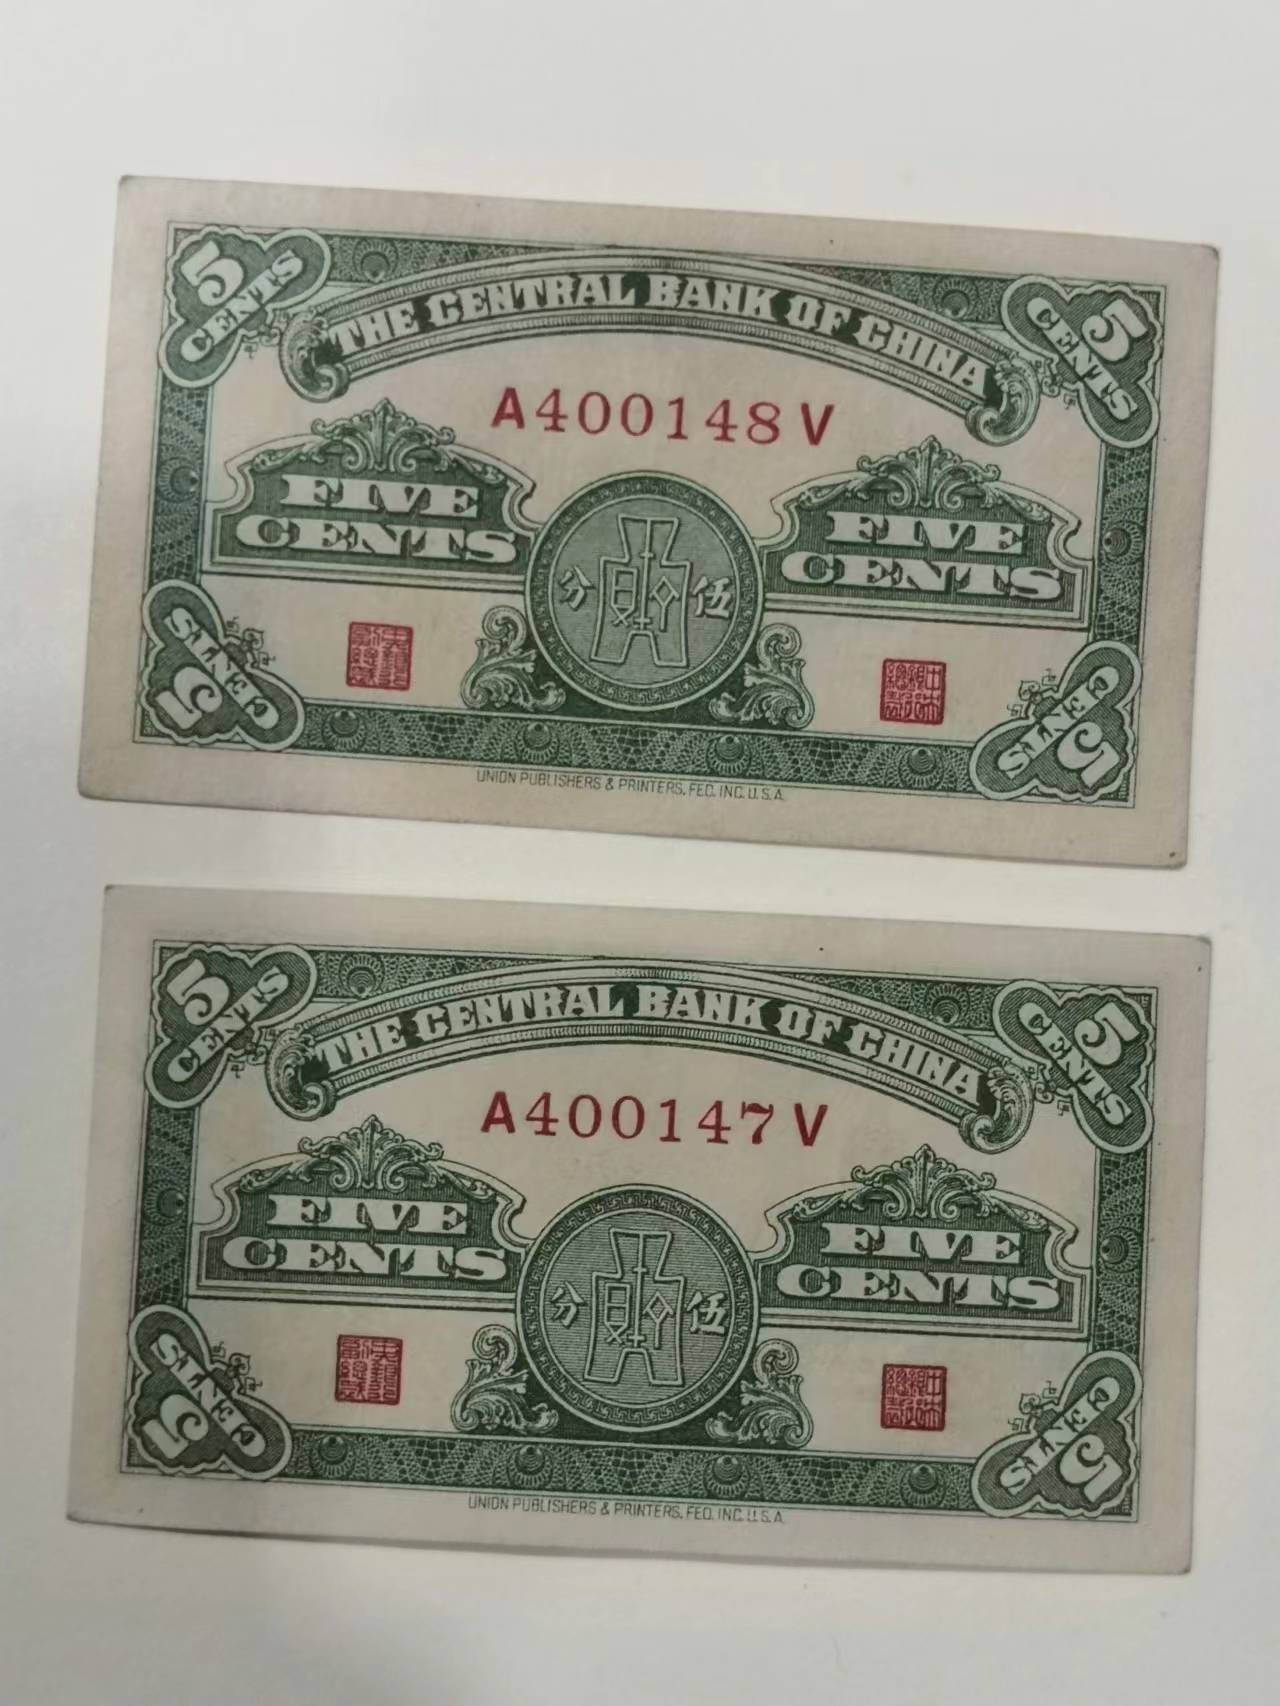 5 CENTS
THE CENTRAL BANK OF CHINA
5 CENTS
A400148V
FIVE CENTS
FIVE CENTS
分 伍
5 CENTS
5 CENTS
UNION PUBLISHERS & PRINTERS. FED. INC. U.S.A.
5 CENTS
THE CENTRAL BANK OF CHINA
5 CENTS
A400147V
FIVE CENTS
FIVE CENTS
分 伍
5 CENTS
5 CENTS
UNION PUBLISHERS & PRINTERS. FED. INC. U.S.A.